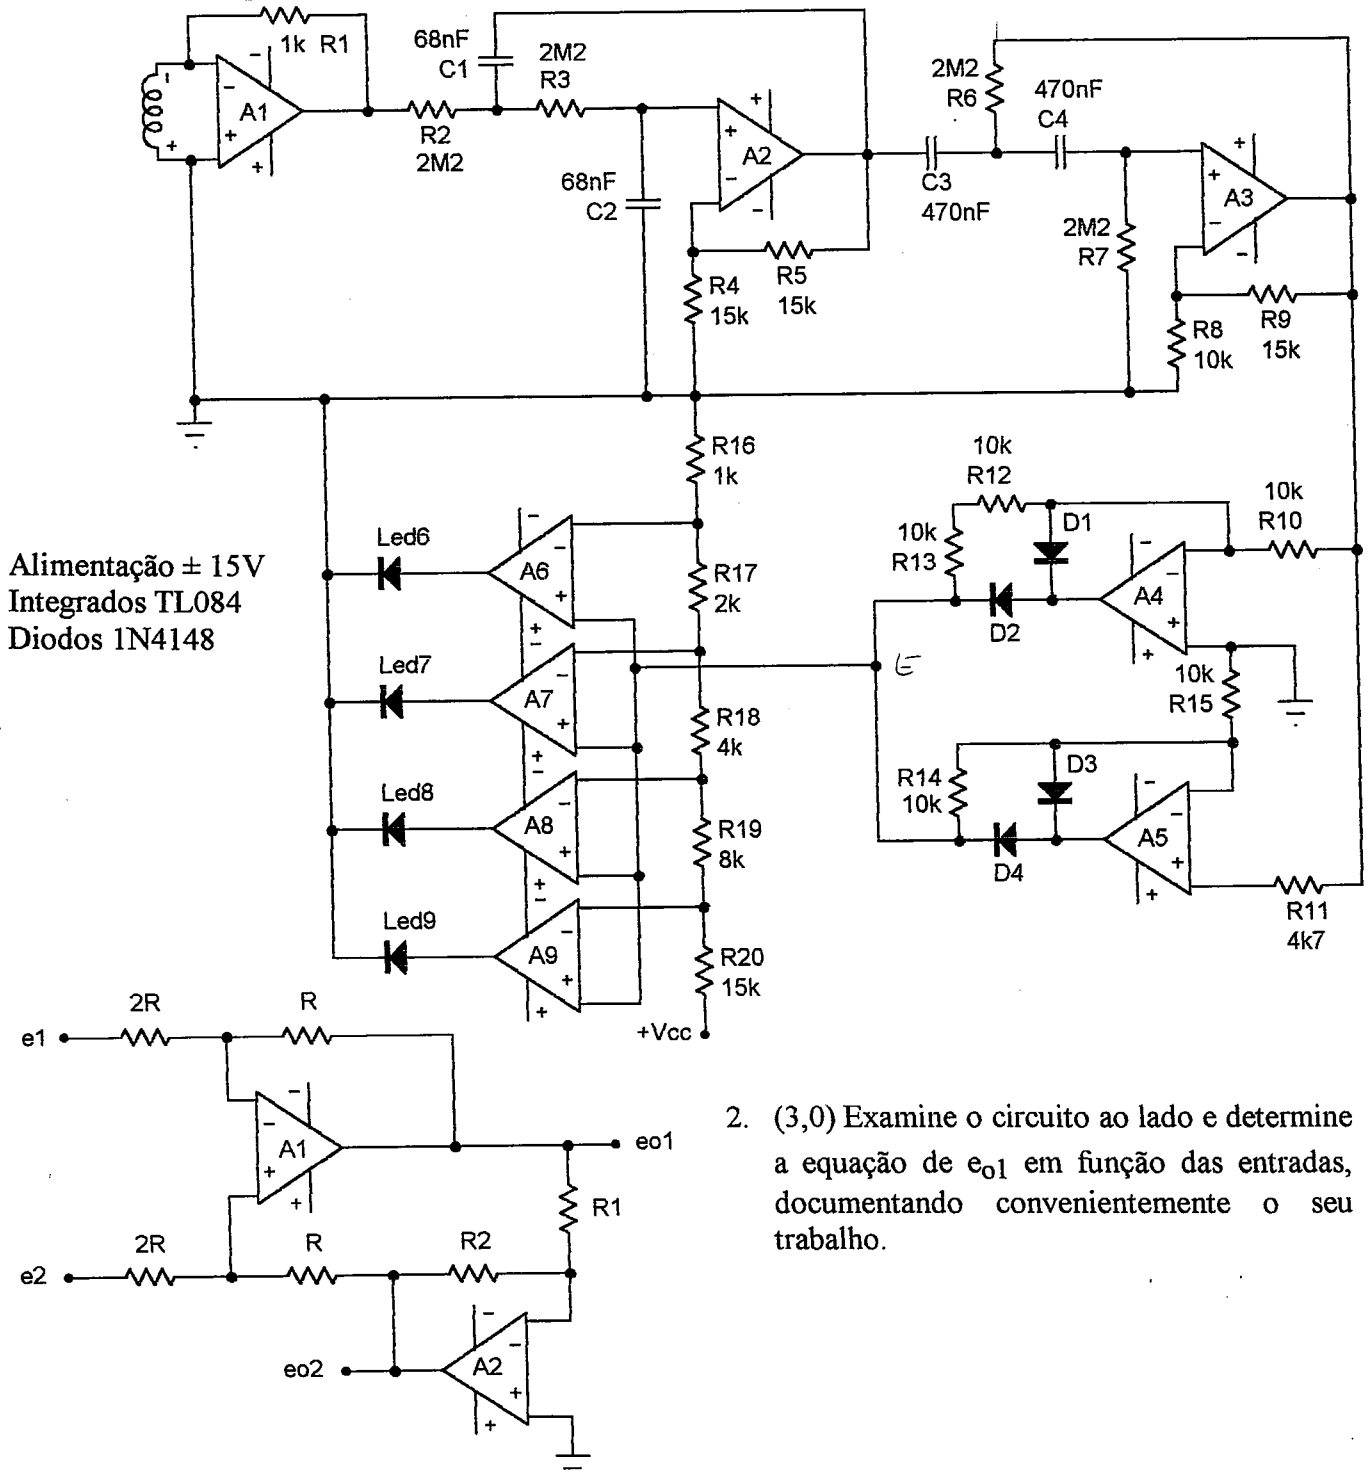 1k R1
A1
68nF
C1
2M2
R3
R2
2M2
68nF
C2
A2
R4
15k
R5
15k
C3
470nF
2M2
R6
470nF
C4
2M2
R7
A3
R8
10k
R9
15k
Alimentação ± 15V
Integrados TL084
Diodos 1N4148
R16
1k
R17
2k
R18
4k
R19
8k
R20
15k
+Vcc
Led6
A6
Led7
A7
Led8
A8
Led9
A9
E
10k
R12
10k
R13
D1
D2
A4
10k
R10
10k
R15
R14
10k
D3
D4
A5
R11
4k7
e1
2R
R
A1
eo1
R1
e2
2R
R
R2
eo2
A2
2. (3,0) Examine o circuito ao lado e determine
a equação de eo1 em função das entradas,
documentando convenientemente o seu
trabalho.